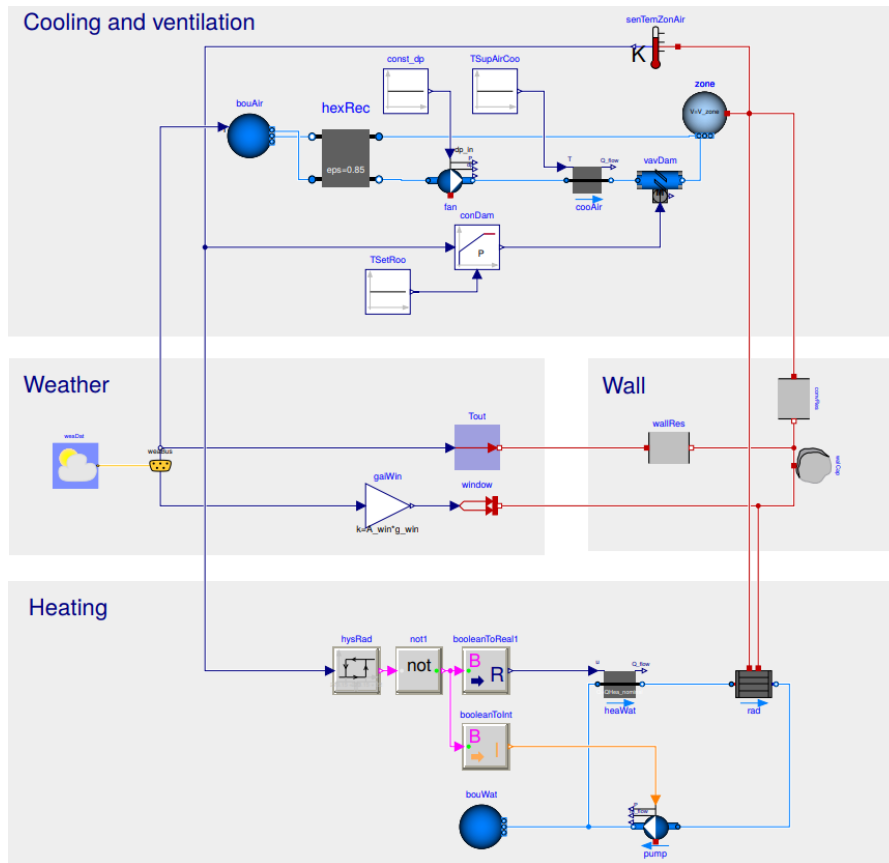 Cooling and ventilation
senTemZonAir
K
const_dp
TSupAirCoo
zone
bouAir
hexRec
V=V_zone
eps=0.85
dp_in
P
T
Q_flow
vavDam
fan
cooAir
conDam
P
TSetRoo
Weather
Wall
weaDat
weaBus
Tout
wallRes
convRes
walCap
gaiWin
window
k=A_win*g_win
Heating
hysRad
not1
booleanToReal1
not
B
R
u
Q_flow
heaWat
rad
booleanToInt
B
I
bouWat
P
pump